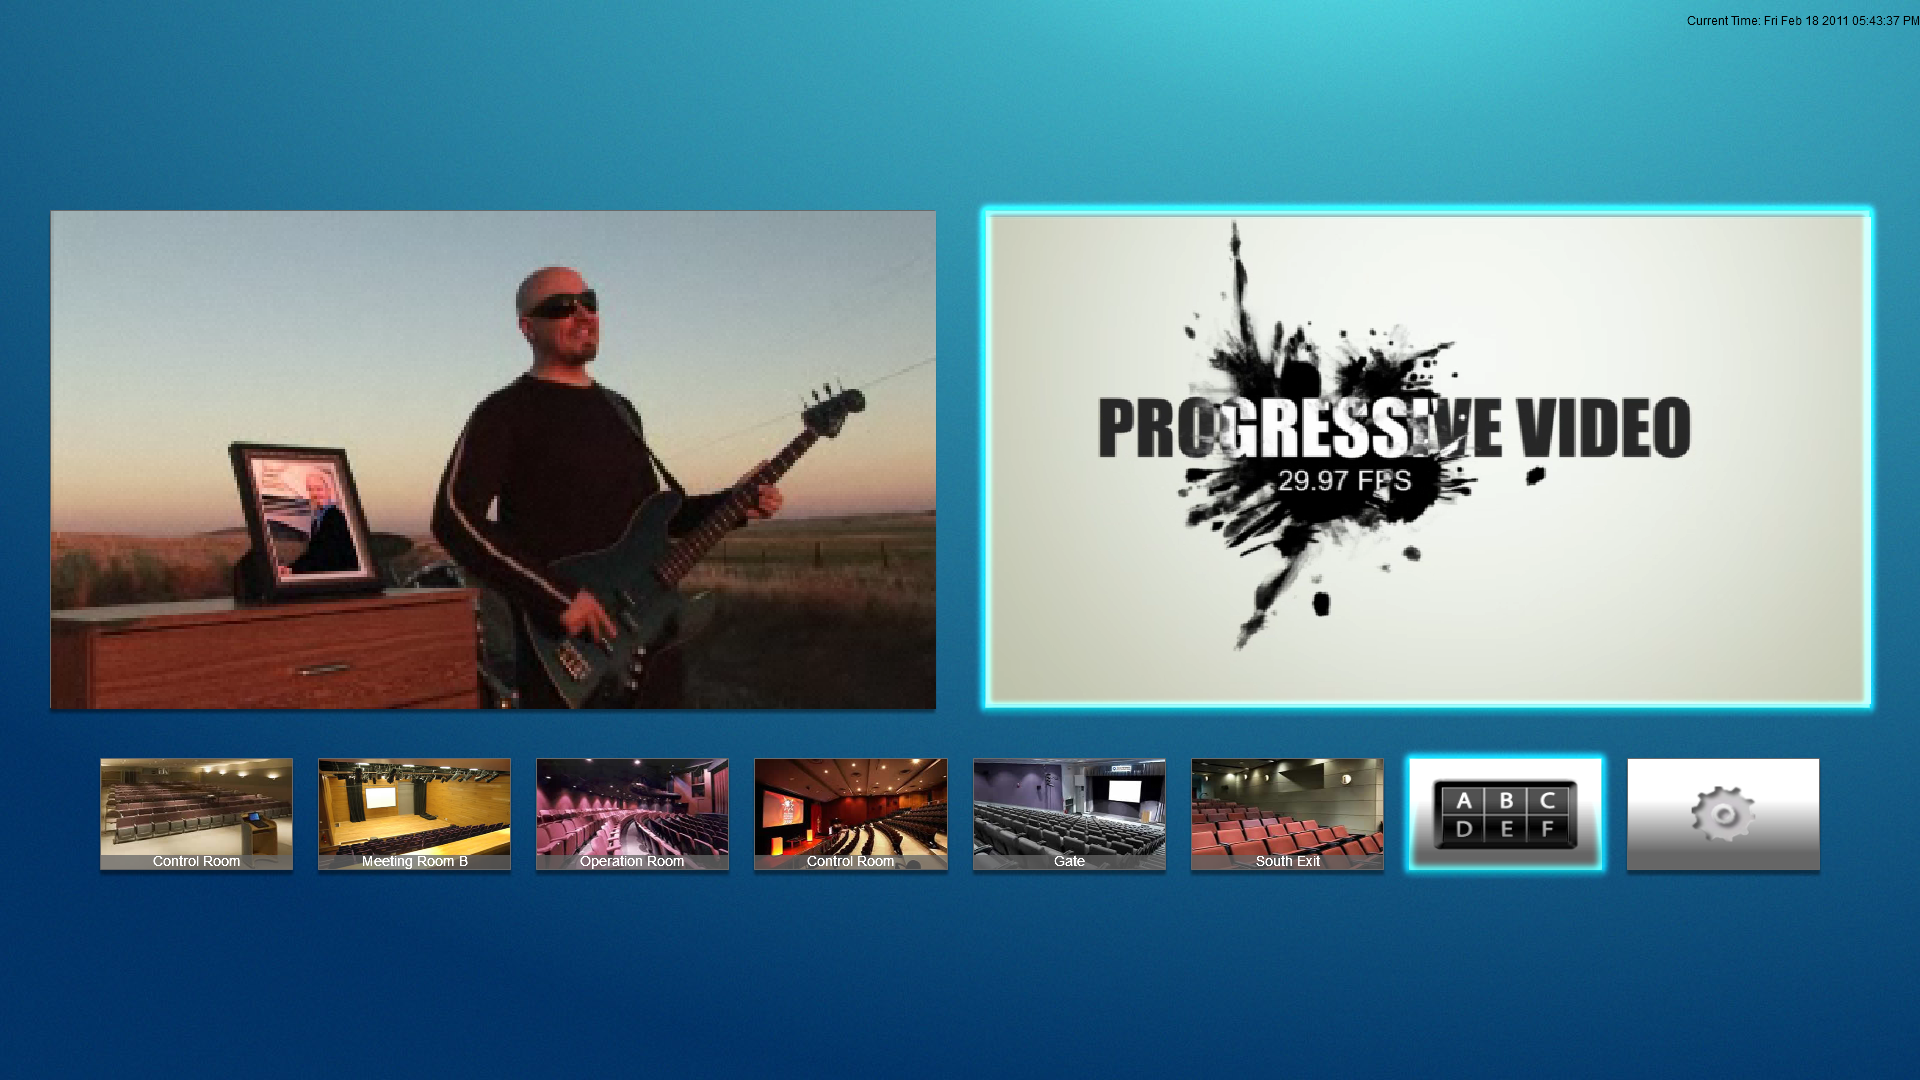 Current Time: Fri Feb 18 2011 05:43:37 PM
PROGRESSIVE VIDEO
29.97 FPS
Control Room
Meeting Room B
Operation Room
Control Room
Gate
South Exit
A B C
D E F